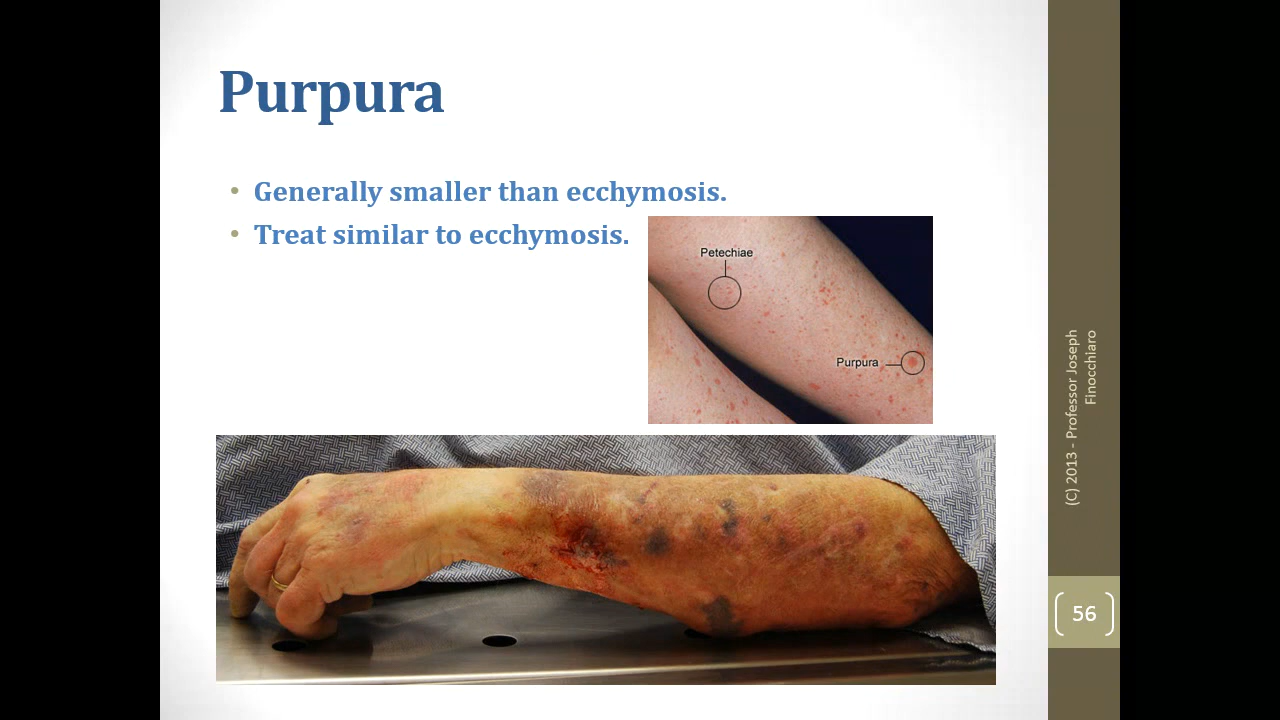 Purpura
• Generally smaller than ecchymosis.
• Treat similar to ecchymosis.
Petechiae
Purpura
(C) 2013 - Professor Joseph
Finocchiaro
56